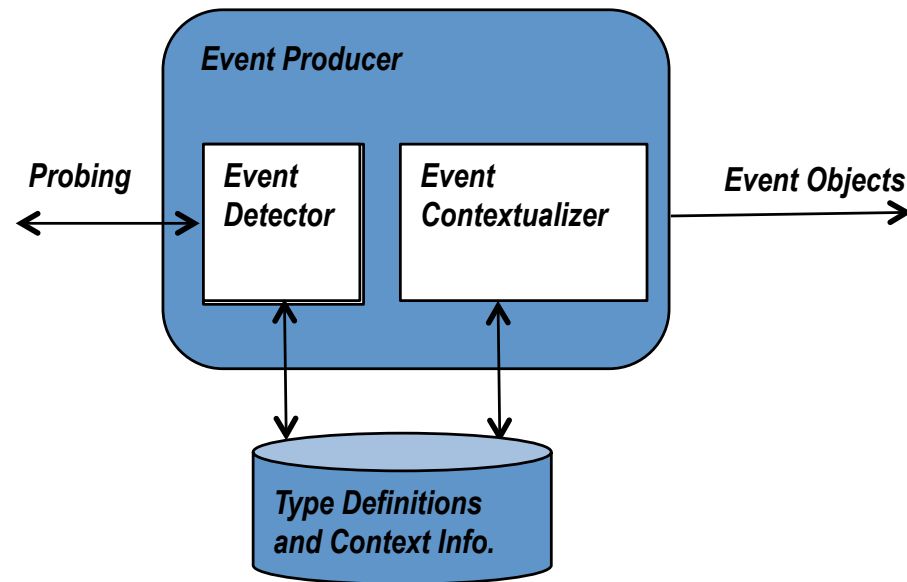 Event Producer
Probing
Event
Detector
Event
Contextualizer
Event Objects
Type Definitions
and Context Info.